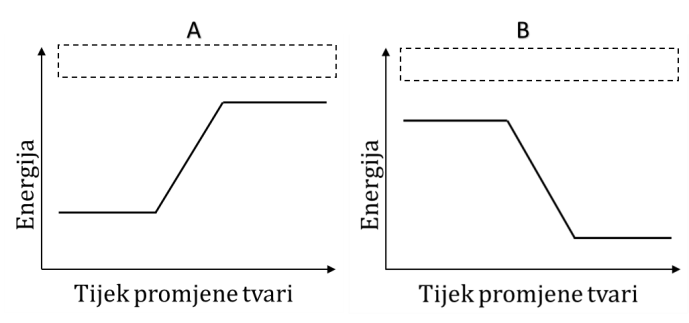 A
Energija
Tijek promjene tvari
B
Energija
Tijek promjene tvari